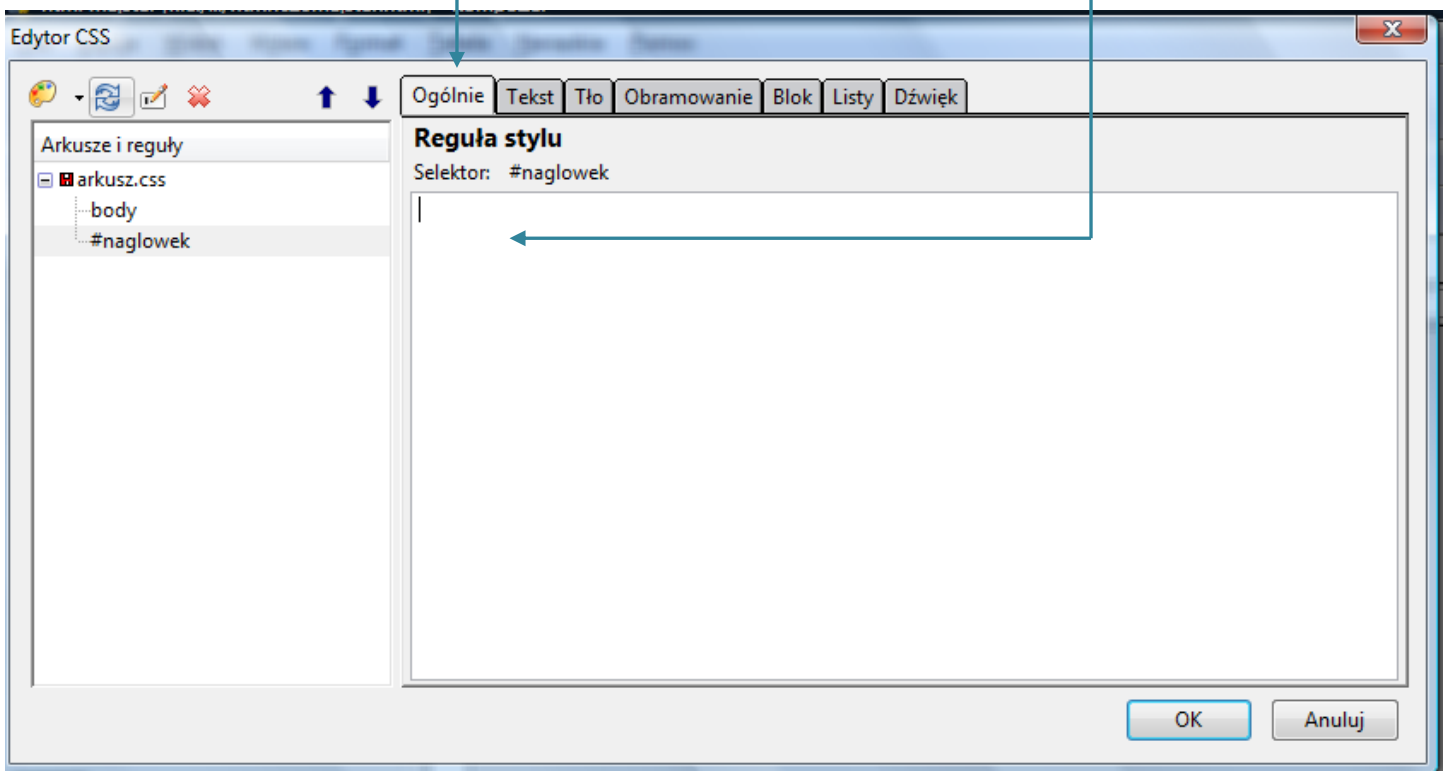 Edytor CSS
Ogólnie Tekst Tło Obramowanie Blok Listy Dźwięk
Arkusze i reguły
arkusz.css
body
#naglowek
Reguła stylu
Selektor: #naglowek
OK Anuluj